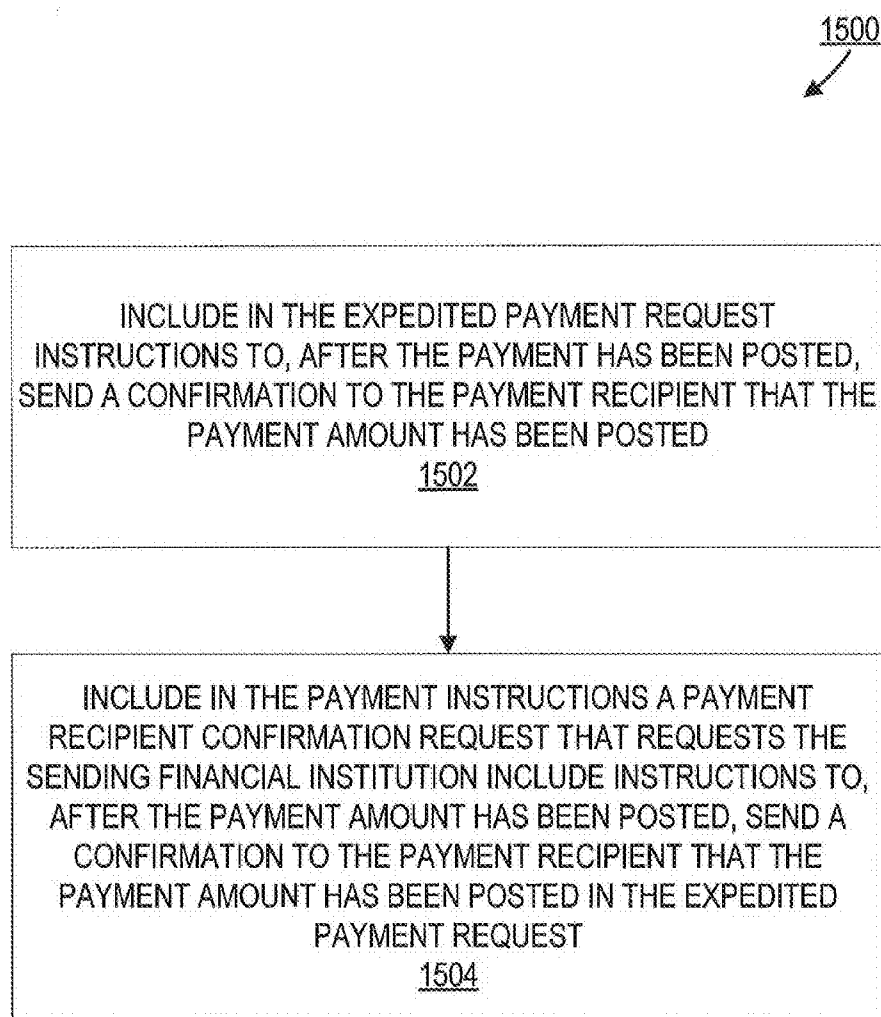 1500
INCLUDE IN THE EXPEDITED PAYMENT REQUEST
INSTRUCTIONS TO, AFTER THE PAYMENT HAS BEEN POSTED,
SEND A CONFIRMATION TO THE PAYMENT RECIPIENT THAT THE
PAYMENT AMOUNT HAS BEEN POSTED
1502
INCLUDE IN THE PAYMENT INSTRUCTIONS A PAYMENT
RECIPIENT CONFIRMATION REQUEST THAT REQUESTS THE
SENDING FINANCIAL INSTITUTION INCLUDE INSTRUCTIONS TO,
AFTER THE PAYMENT AMOUNT HAS BEEN POSTED, SEND A
CONFIRMATION TO THE PAYMENT RECIPIENT THAT THE
PAYMENT AMOUNT HAS BEEN POSTED IN THE EXPEDITED
PAYMENT REQUEST
1504